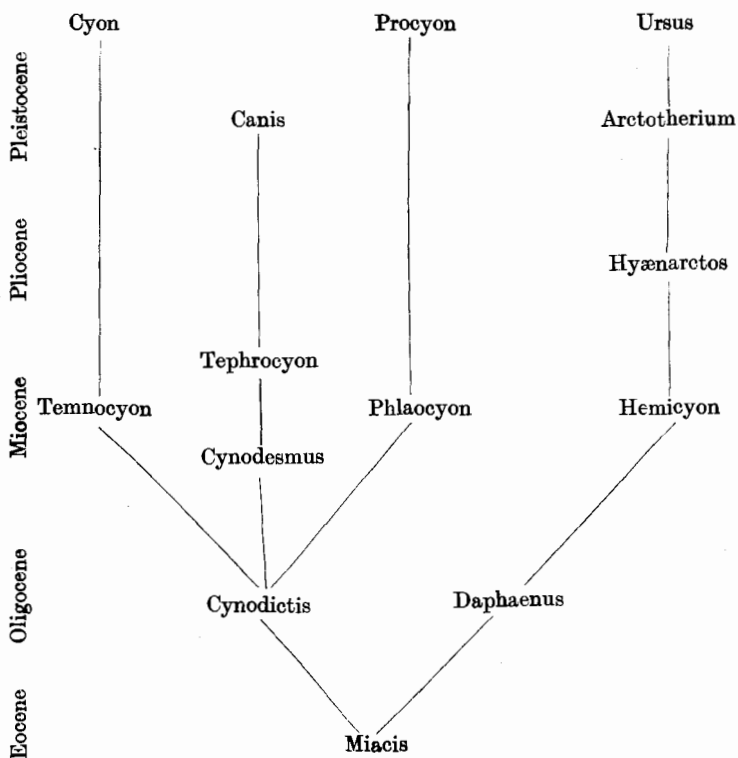 Cyon Procyon Ursus
Pleistocene
Canis Arctotherium
Pliocene
Hyænarctos
Tephrocyon
Miocene
Temnocyon Phlaocyon Hemicyon
Cynodesmus
Oligocene
Cynodictis Daphaenus
Eocene
Miacis